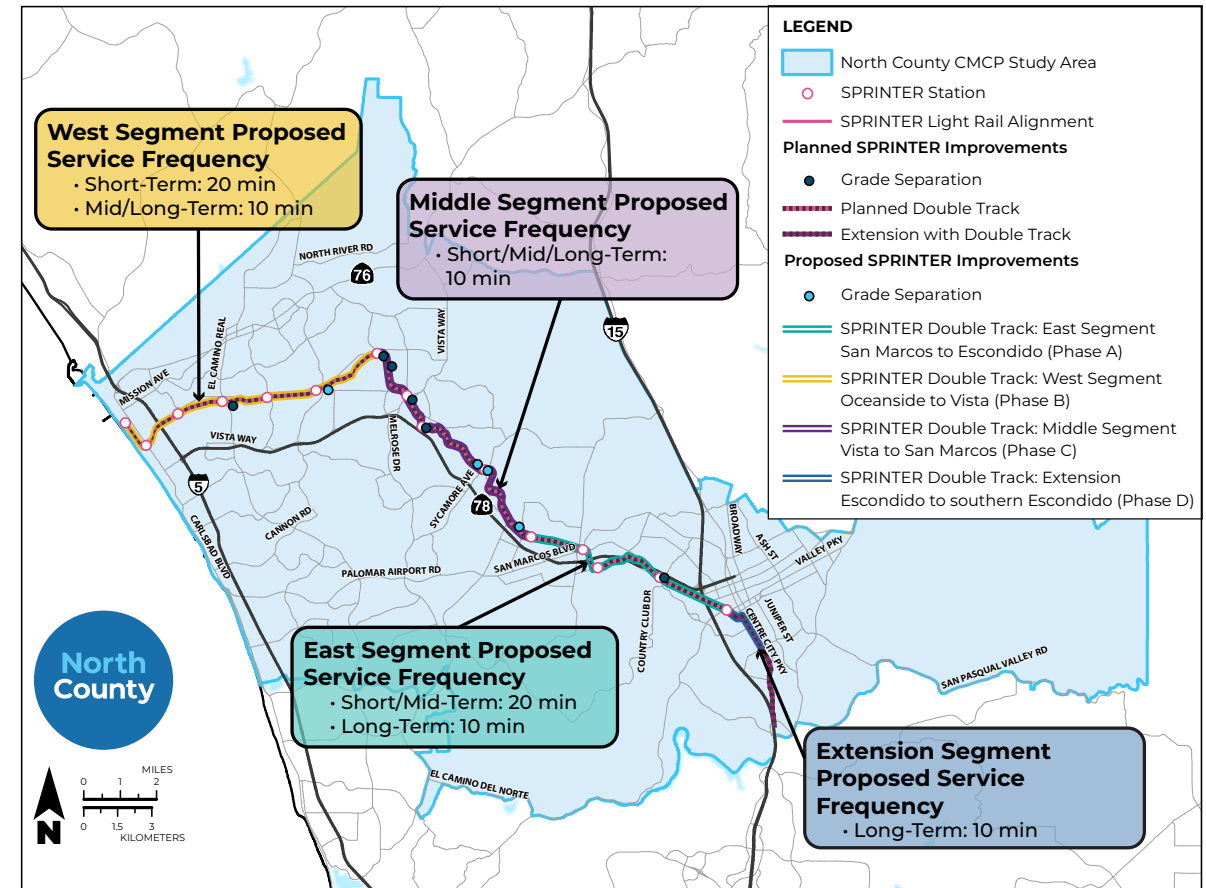 LEGEND
North County CMCP Study Area
SPRINTER Station
SPRINTER Light Rail Alignment
Planned SPRINTER Improvements
Grade Separation
Planned Double Track
Extension with Double Track
Proposed SPRINTER Improvements
Grade Separation
SPRINTER Double Track: East Segment
San Marcos to Escondido (Phase A)
SPRINTER Double Track: West Segment
Oceanside to Vista (Phase B)
SPRINTER Double Track: Middle Segment
Vista to San Marcos (Phase C)
SPRINTER Double Track: Extension
Escondido to southern Escondido (Phase D)
West Segment Proposed
Service Frequency
• Short-Term: 20 min
• Mid/Long-Term: 10 min
Middle Segment Proposed
Service Frequency
• Short/Mid/Long-Term:
10 min
NORTH RIVER RD
76
15
VISTA WAY
EL CAMINO REAL
MISSION AVE
VISTA WAY
MELROSE DR
5
SYCAMORE AVE
78
CANNON RD
CARLSBAD BLVD
PALOMAR AIRPORT RD
SAN MARCOS BLVD
BROADWAY
ASH ST
VALLEY PKY
COUNTRY CLUB DR
JUNIPER ST
CENTRE CITY PKY
SAN PASQUAL VALLEY RD
East Segment Proposed
Service Frequency
• Short/Mid-Term: 20 min
• Long-Term: 10 min
North
County
Extension Segment
Proposed Service
Frequency
• Long-Term: 10 min
EL CAMINO DEL NORTE
MILES
0 1 2
0 1.5 3
KILOMETERS
N